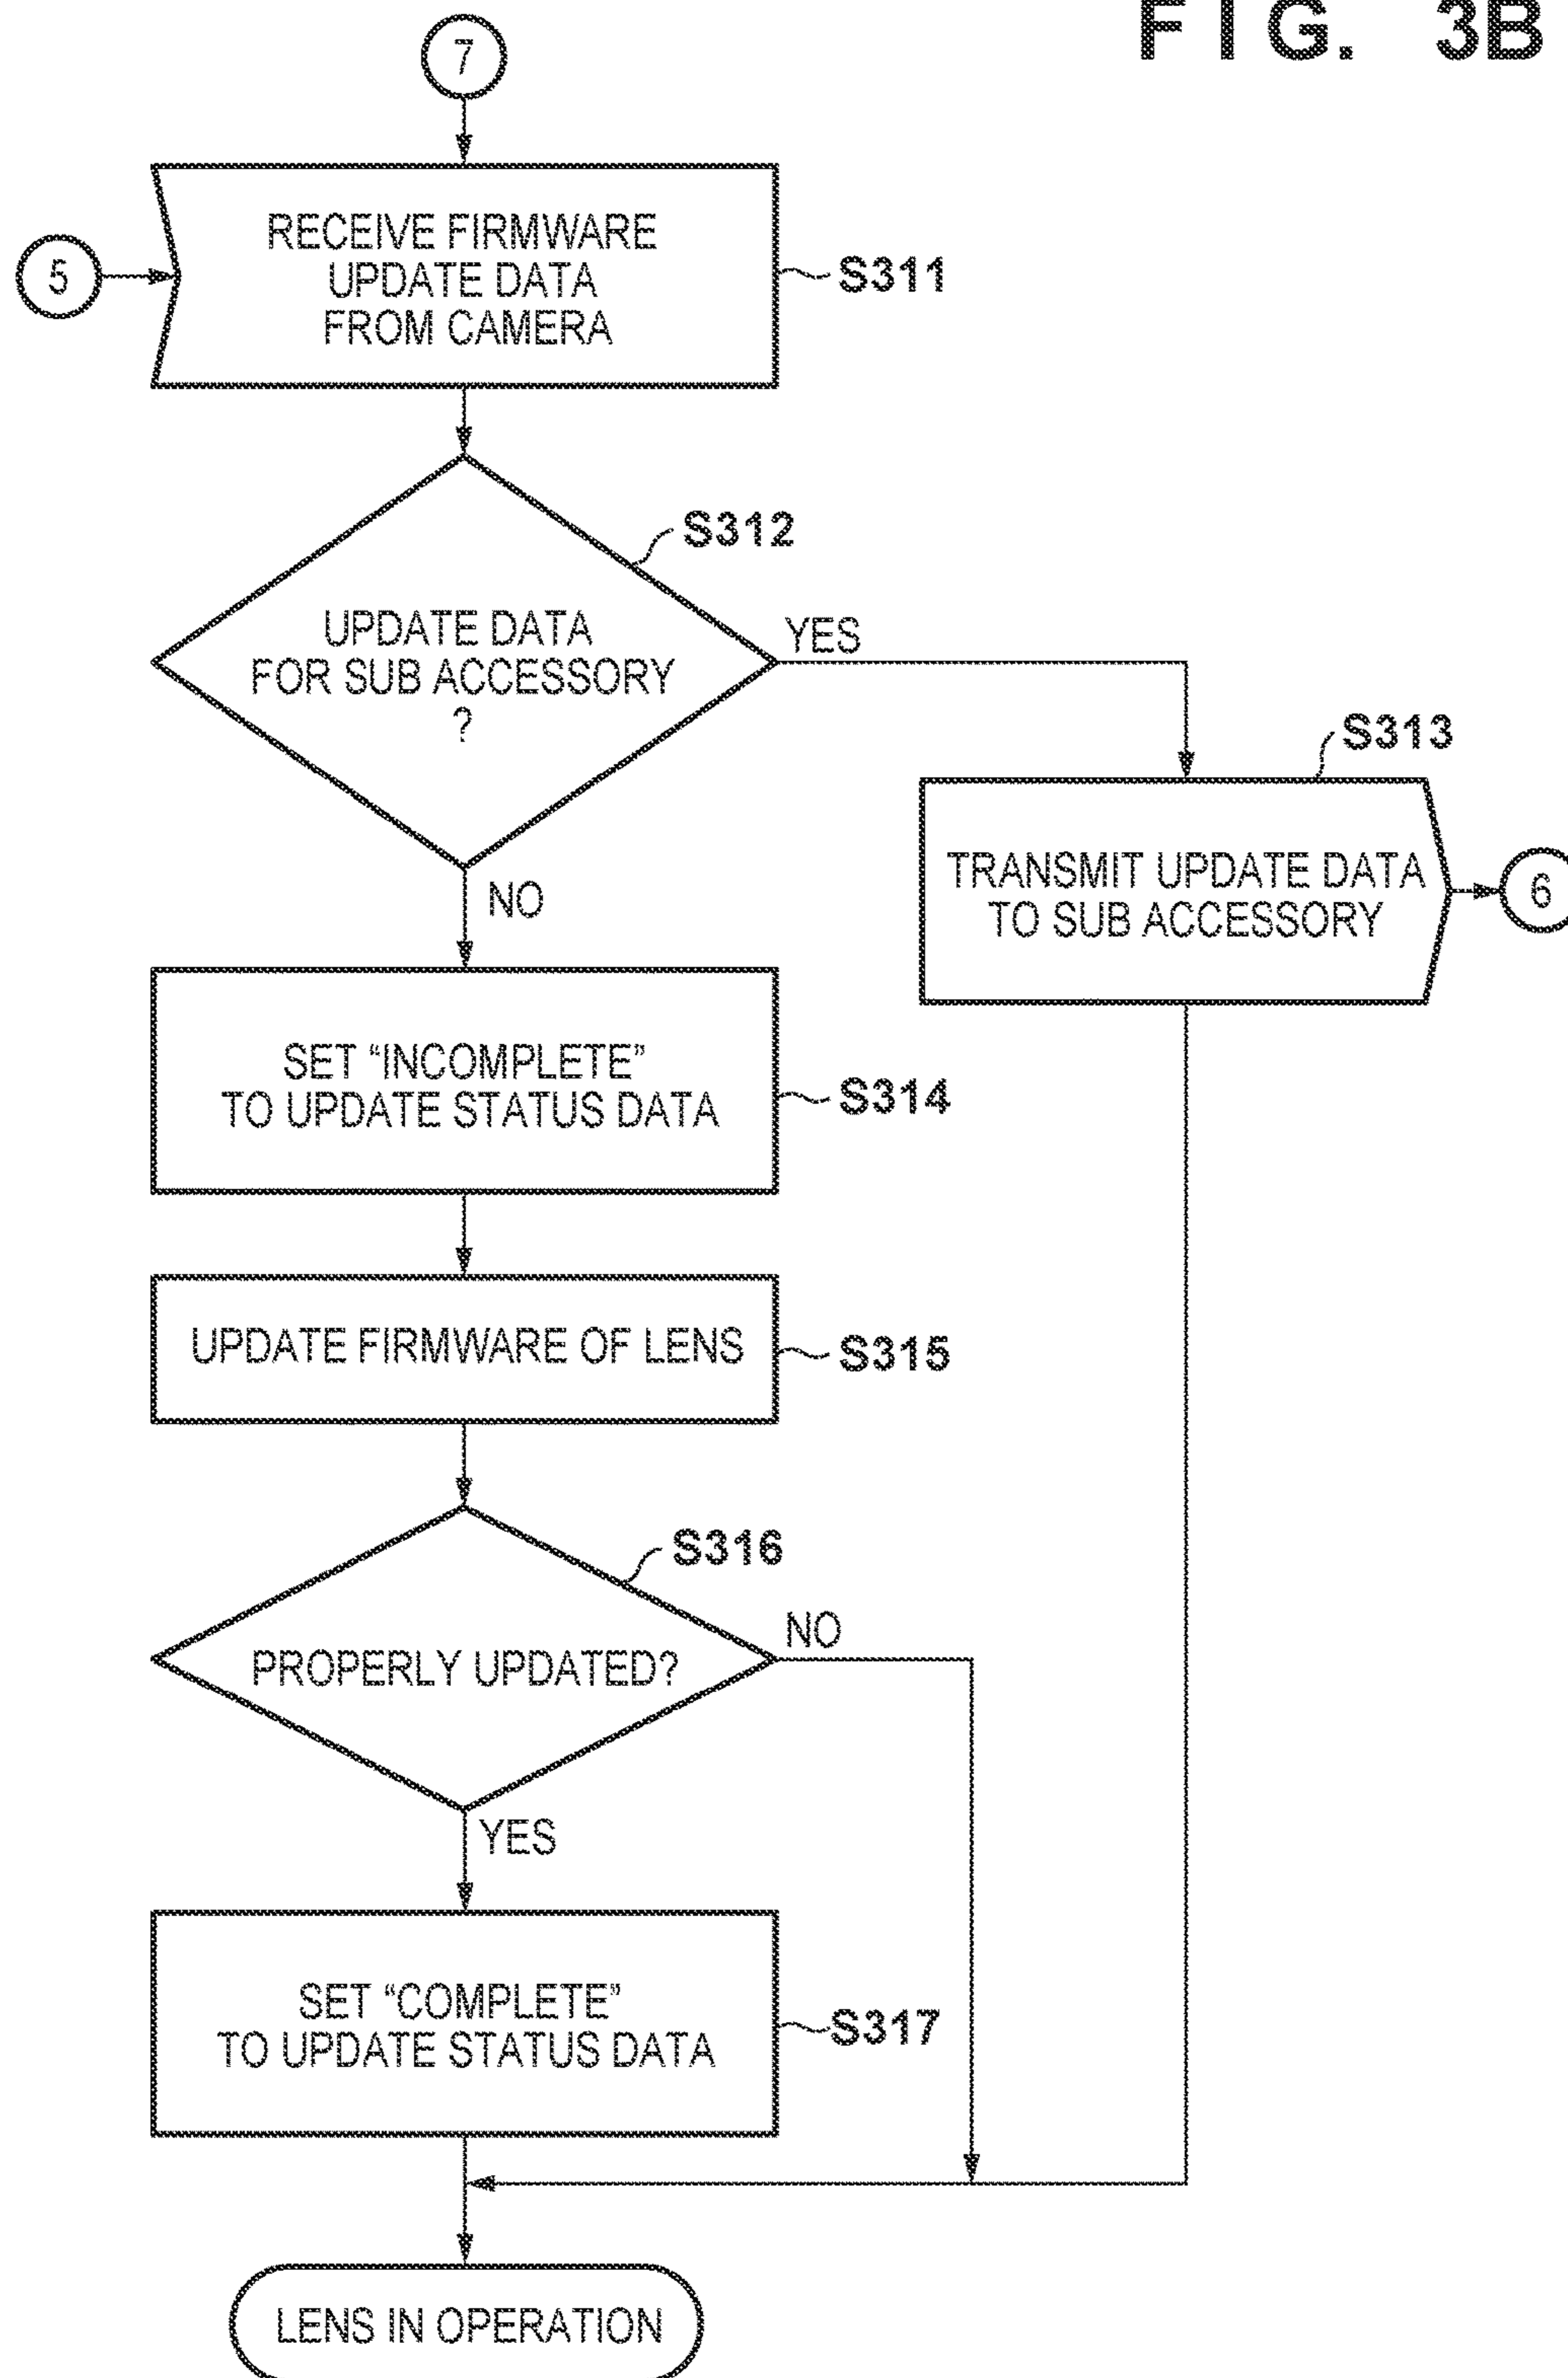 FIG. 3B
7
RECEIVE FIRMWARE
UPDATE DATA
FROM CAMERA
S311
5
S312
UPDATE DATA
FOR SUB ACCESSORY
?
YES
S313
TRANSMIT UPDATE DATA
TO SUB ACCESSORY
6
NO
SET “INCOMPLETE”
TO UPDATE STATUS DATA
S314
UPDATE FIRMWARE OF LENS
S315
S316
PROPERLY UPDATED?
NO
YES
SET “COMPLETE”
TO UPDATE STATUS DATA
S317
LENS IN OPERATION